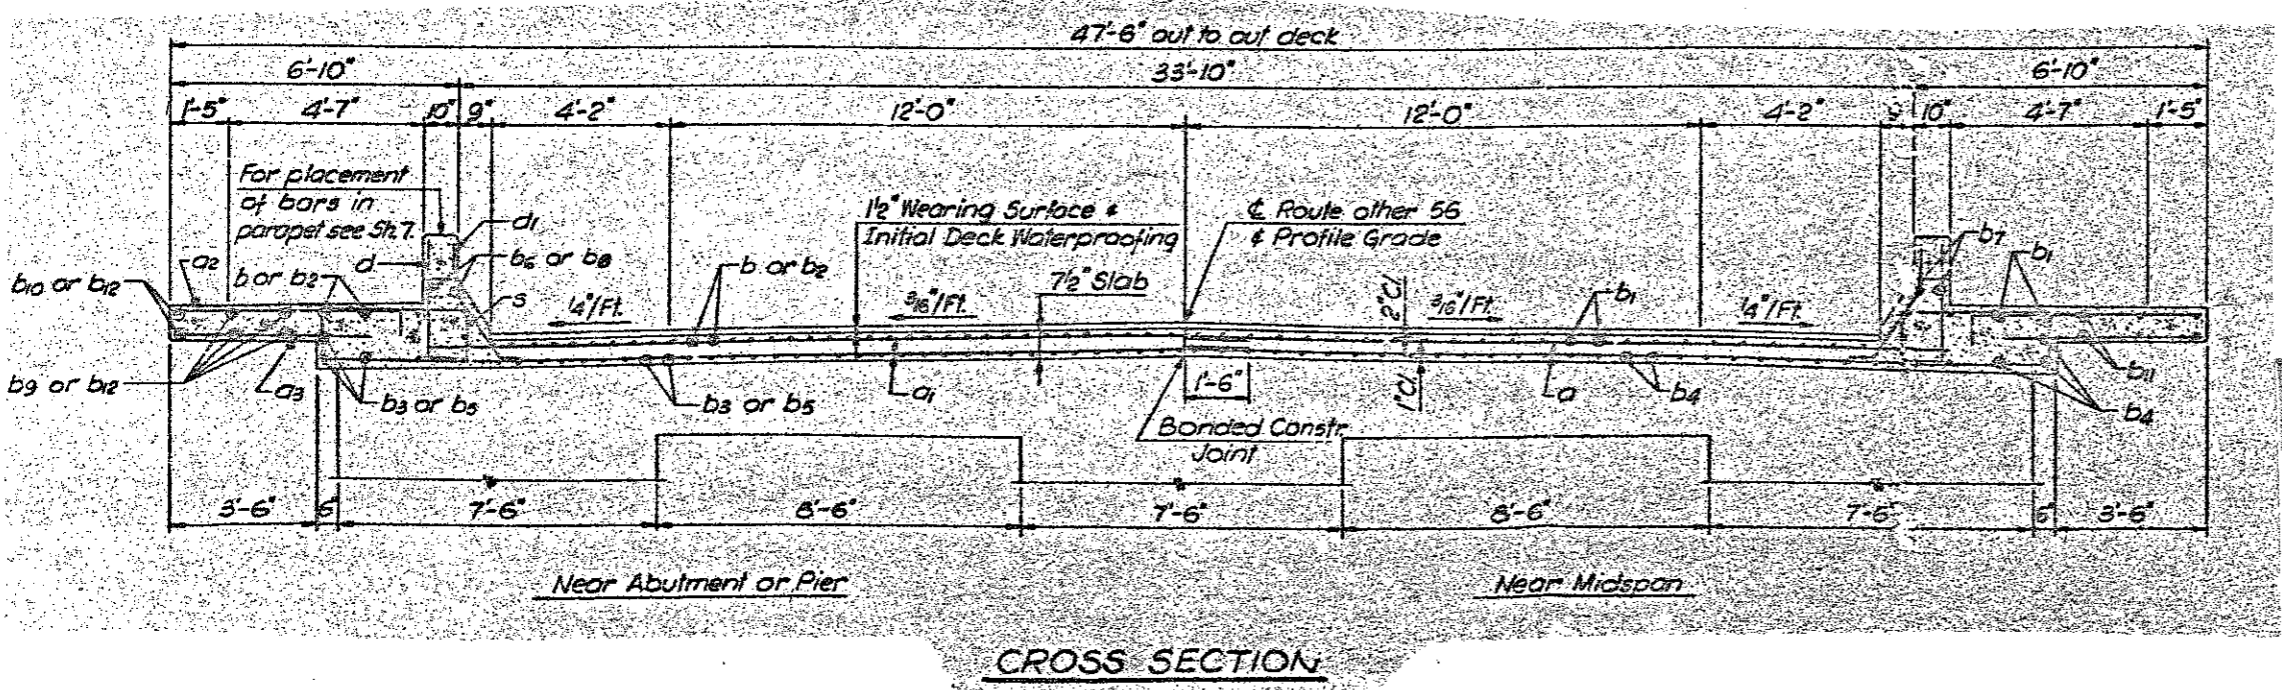 47'-6" out to out deck
6'-10" 33'-10" 6'-10"
1'-5" 4'-7" 10" 9" 4'-2" 12'-0" 12'-0" 4'-2" 9" 10" 4'-7" 1'-5"
For placement
of bars in
parapet see Sh. 7.
d1
d
b6 or b8
s
a2
b or b2
b10 or b12
b9 or b12
a3
b3 or b5
1/4"/Ft.
b or b2
1 1/2" Wearing Surface &
Initial Deck Waterproofing
3/16"/Ft.
7 1/2" Slab
a1
b3 or b5
℄ Route other 56
& Profile Grade
2"Cl
3/16"/Ft.
b1
1/4"/Ft.
1'-6"
1"Cl
a
b4
Bonded Constr.
Joint
b7
b1
b11
b4
3'-6" 6" 7'-6" 8'-6" 7'-6" 8'-6" 7'-6" 6" 3'-6"
Near Abutment or Pier
Near Midspan
CROSS SECTION